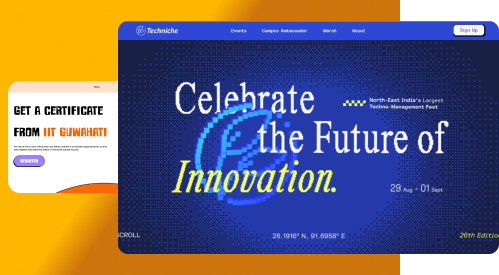 Techniche
Events
Campus Ambassador
Merch
About
Sign Up
GET A CERTIFICATE
FROM IIT GUWAHATI
REGISTER
Celebrate
the Future of
Innovation.
North-East India's Largest
Techno-Management Fest
29 Aug - 01 Sept
SCROLL
26.1916° N, 91.6958° E
26th Edition